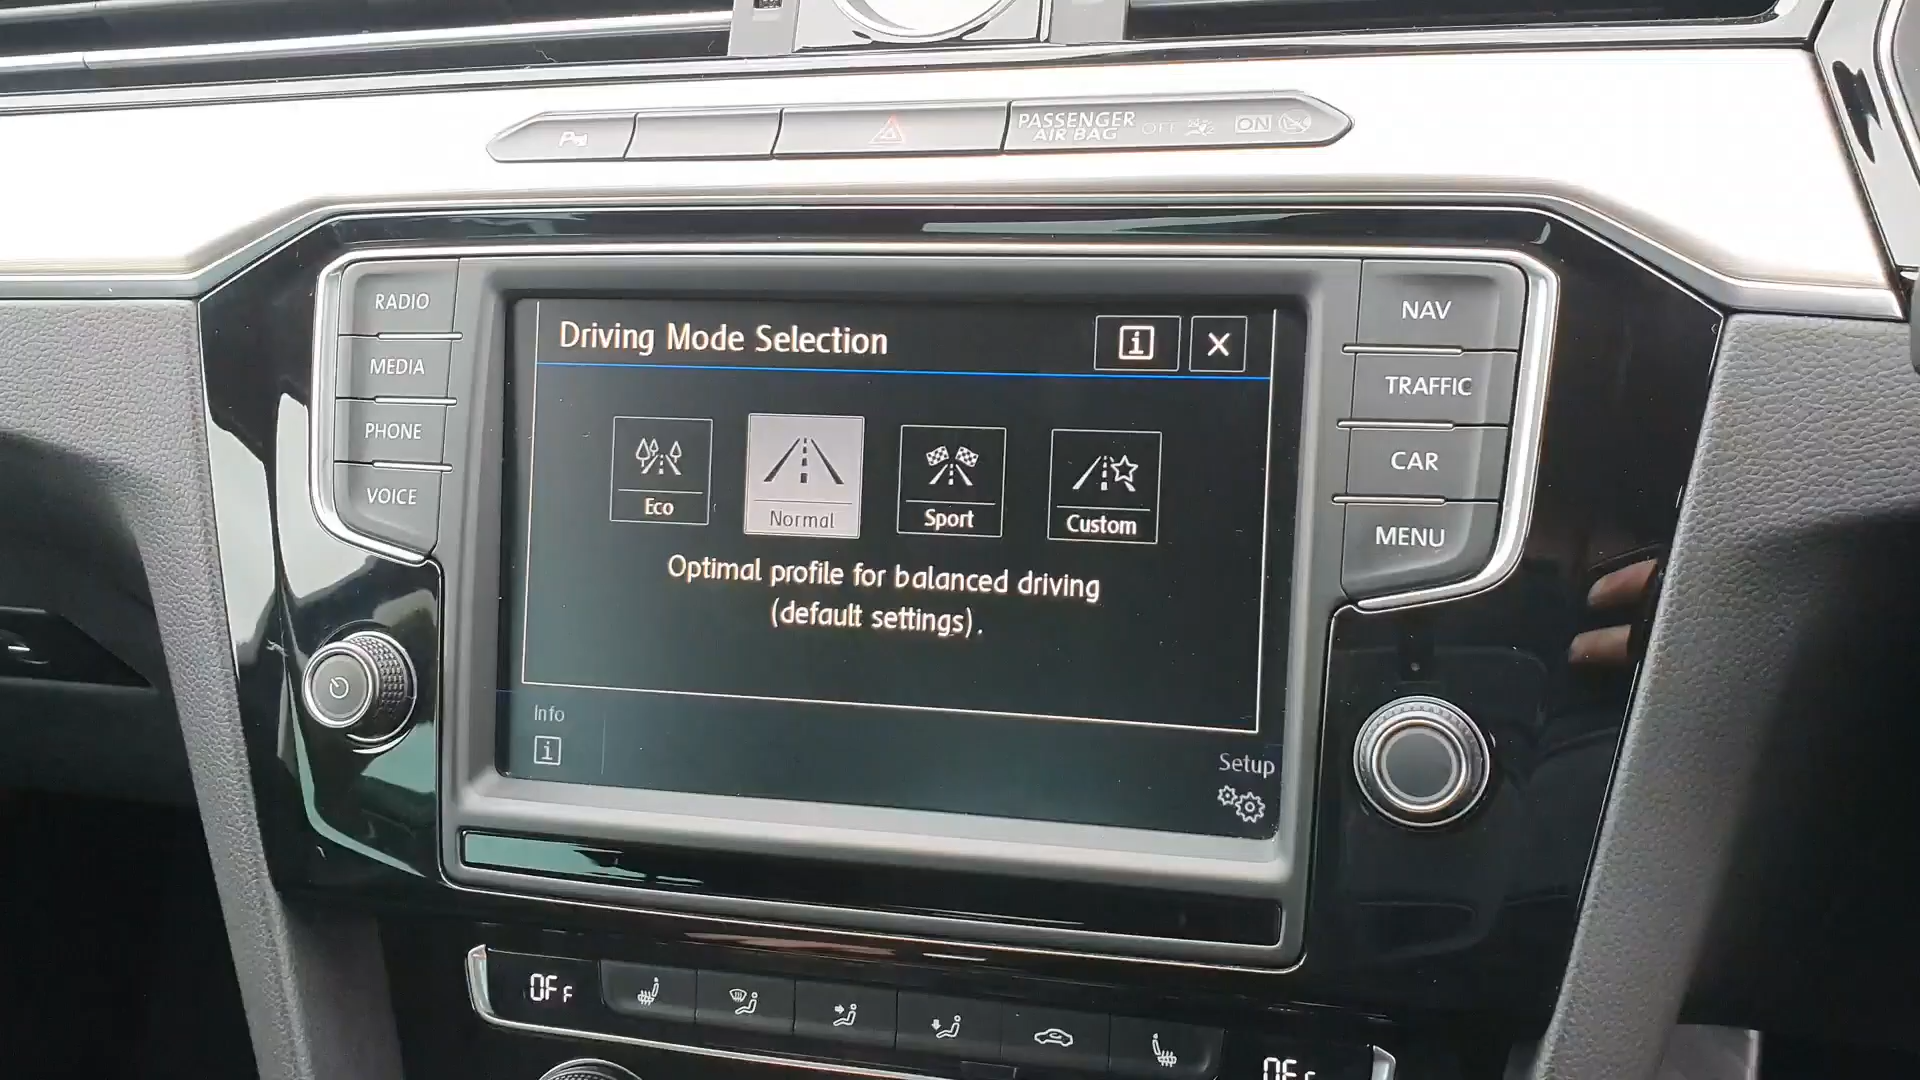 PASSENGER
AIR BAG OFF ON
RADIO
MEDIA
PHONE
VOICE
Driving Mode Selection
Eco
Normal
Sport
Custom
Optimal profile for balanced driving
(default settings).
Info
Setup
NAV
TRAFFIC
CAR
MENU
OFF
OFF